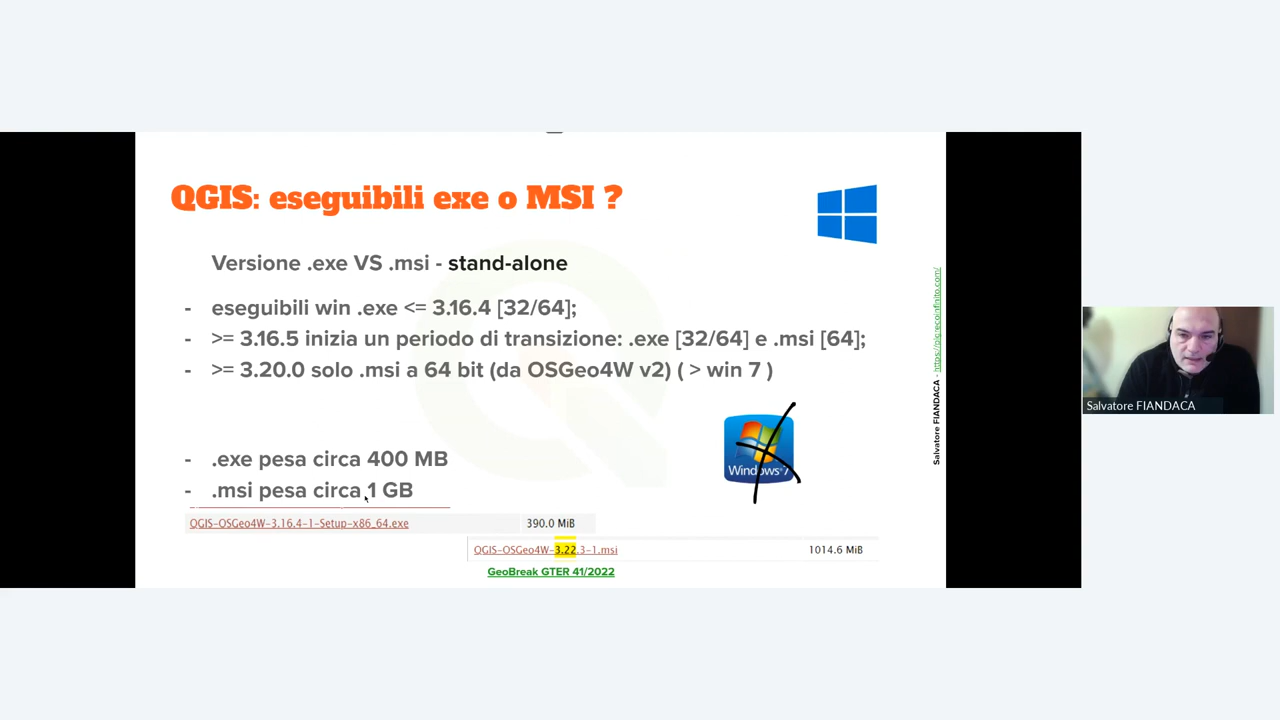 QGIS: eseguibili exe o MSI ?
Versione .exe VS .msi - stand-alone
- eseguibili win .exe <= 3.16.4 [32/64];
- >= 3.16.5 inizia un periodo di transizione: .exe [32/64] e .msi [64];
- >= 3.20.0 solo .msi a 64 bit (da OSGeo4W v2) ( > win 7 )
Windows 7
- .exe pesa circa 400 MB
- .msi pesa circa 1 GB
QGIS-OSGeo4W-3.16.4-1-Setup-x86_64.exe 390.0 MiB
QGIS-OSGeo4W-3.22.3-1.msi 1014.6 MiB
GeoBreak GTER 41/2022
Salvatore FIANDACA - https://pigrecoinfinito.com/
Salvatore FIANDACA